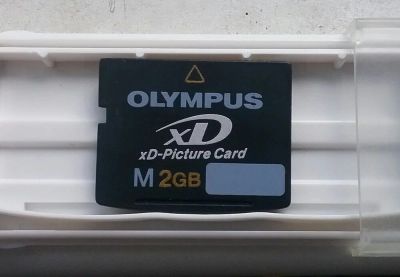 OLYMPUS
xD
xD-Picture Card
M 2GB